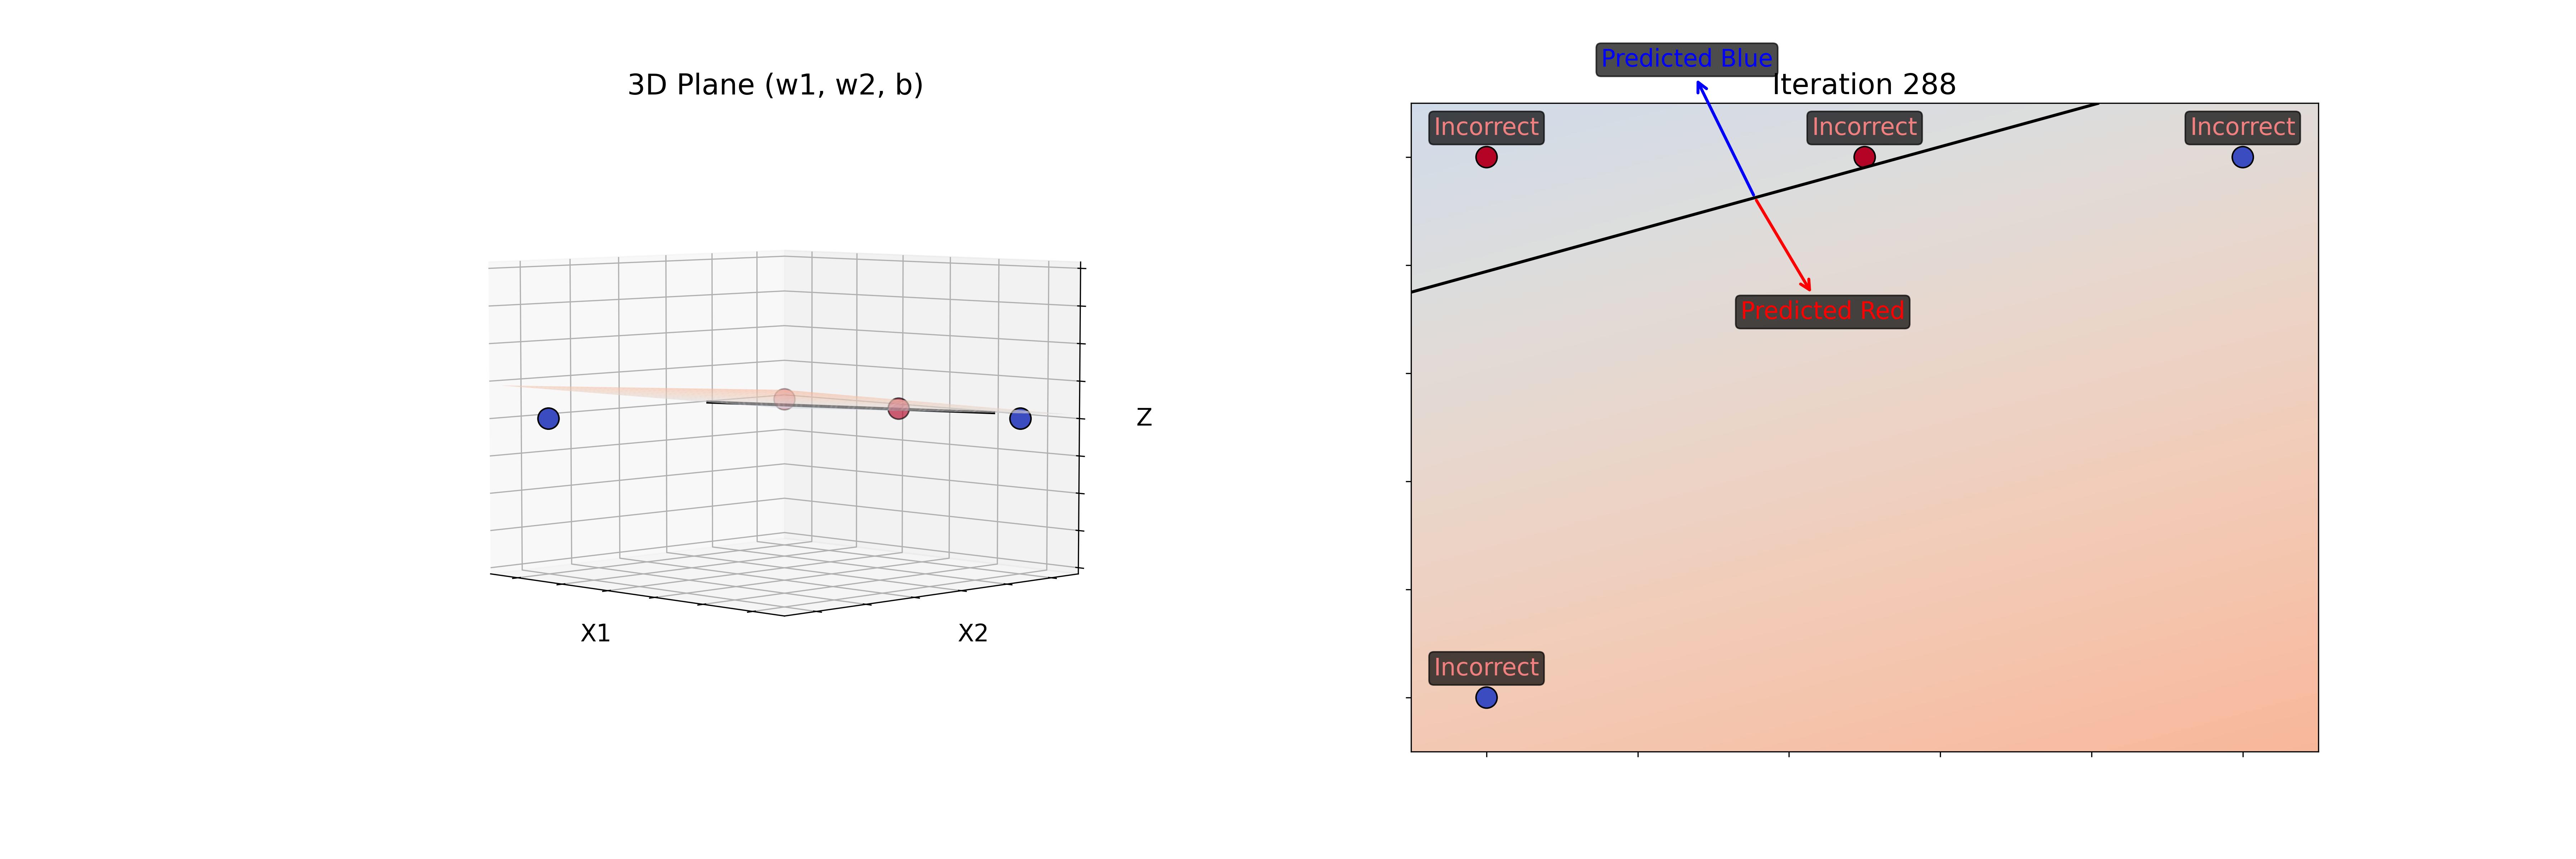 3D Plane (w1, w2, b)
Z
X1
X2
Predicted Blue
Iteration 288
Incorrect
Incorrect
Incorrect
Predicted Red
Incorrect